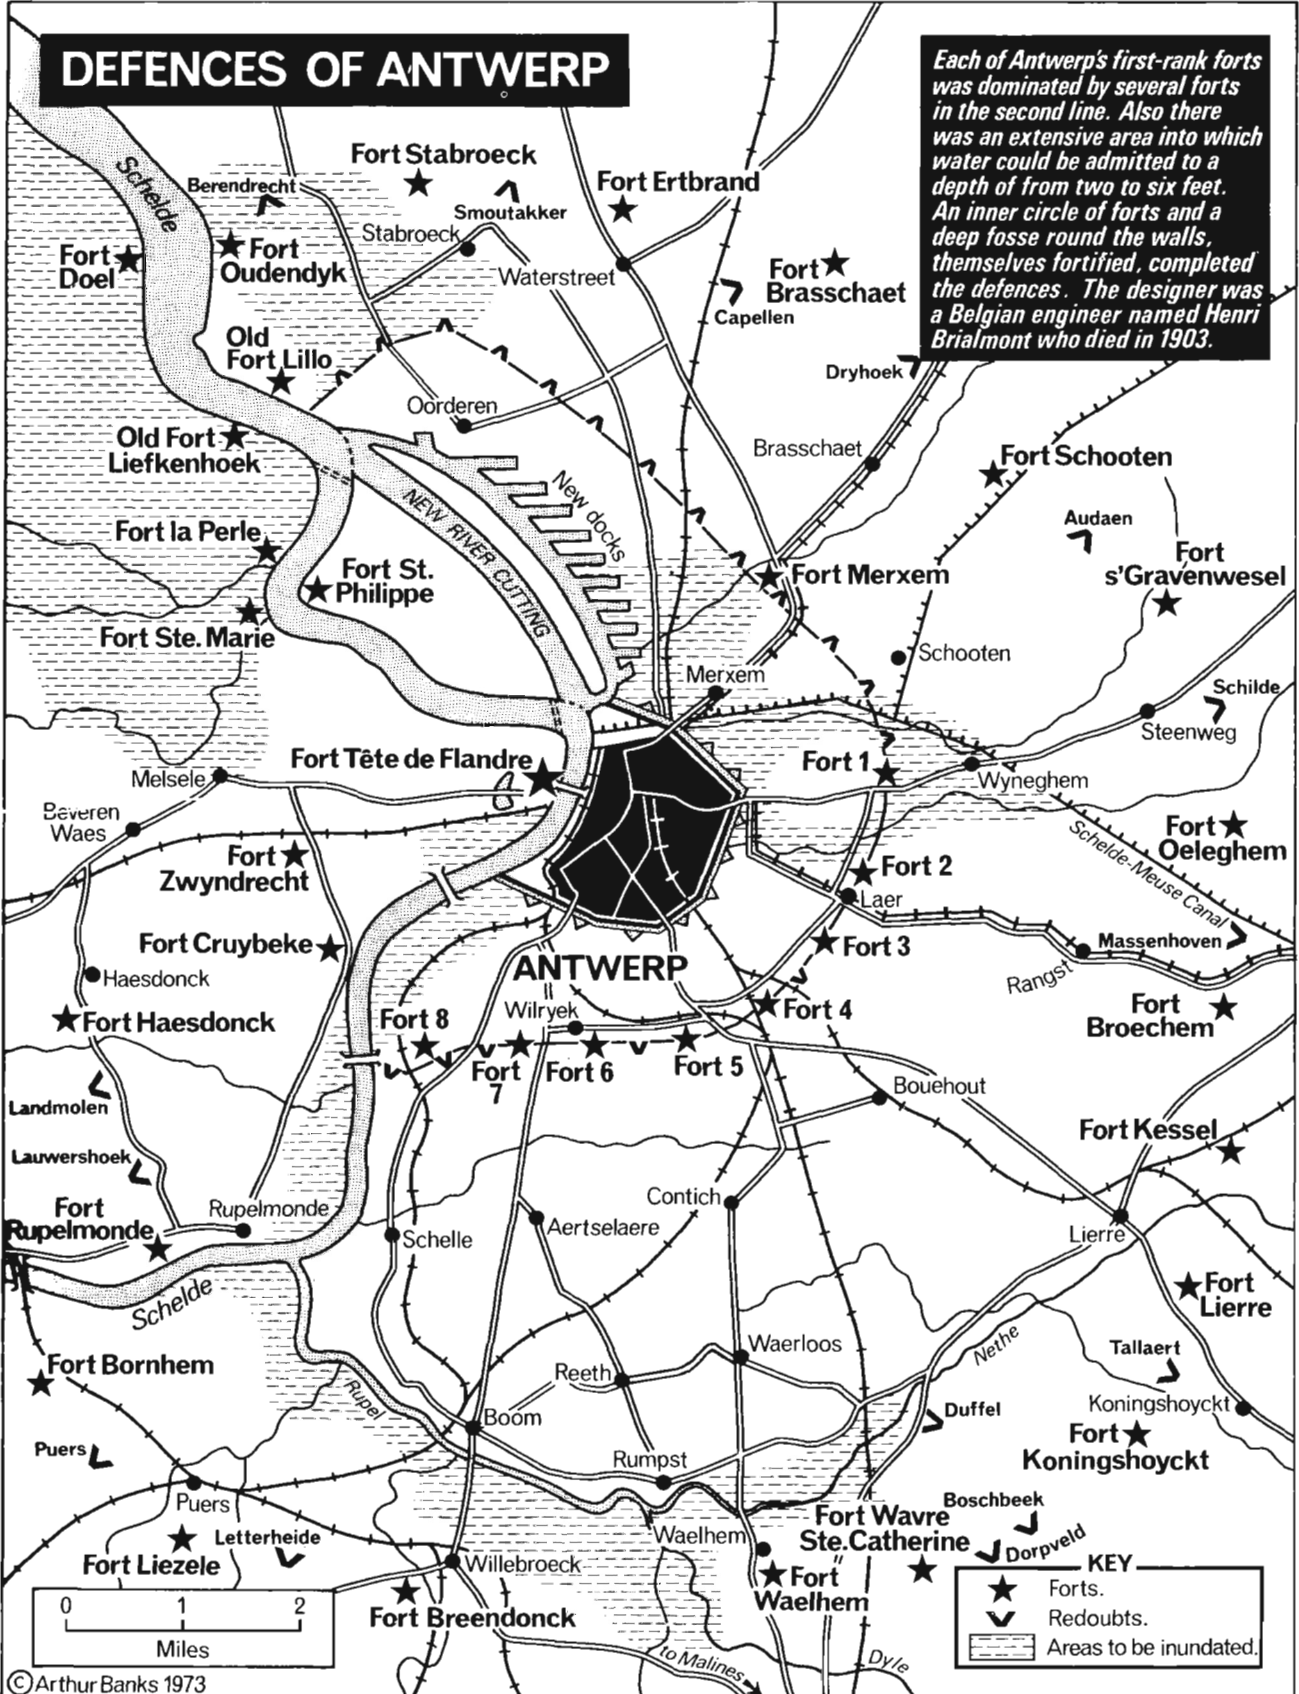 DEFENCES OF ANTWERP
Each of Antwerp's first-rank forts
was dominated by several forts
in the second line. Also there
was an extensive area into which
water could be admitted to a
depth of from two to six feet.
An inner circle of forts and a
deep fosse round the walls,
themselves fortified, completed
the defences. The designer was
a Belgian engineer named Henri
Brialmont who died in 1903.
Schelde
Berendrecht
Fort Stabroeck
Smoutakker
Stabroeck
Fort Ertbrand
Waterstreet
Fort
Doel
Fort
Oudendyk
Fort
Brasschaet
Capellen
Old
Fort Lillo
Dryhoek
Oorderen
Old Fort
Liefkenhoek
Brasschaet
Fort Schooten
New docks
NEW RIVER CUTTING
Audaen
Fort la Perle
Fort St.
Philippe
Fort Merxem
Fort
s'Gravenwesel
Fort Ste. Marie
Schooten
Merxem
Schilde
Steenweg
Fort Tête de Flandre
Fort 1
Wyneghem
Melsele
Beveren
Waes
Fort
Zwyndrecht
Fort 2
Laer
Schelde-Meuse Canal
Fort
Oeleghem
Fort Cruybeke
Fort 3
Massenhoven
Haesdonck
ANTWERP
Rangst
Fort
Broechem
Fort Haesdonck
Fort 8
Wilryek
Fort 4
Fort
7
Fort 6
Fort 5
Landmolen
Bouehout
Lauwershoek
Fort Kessel
Fort
Rupelmonde
Rupelmonde
Contich
Schelle
Aertselaere
Lierre
Schelde
Fort
Lierre
Fort Bornhem
Waerloos
Nethe
Tallaert
Reeth
Rupel
Koningshoyckt
Boom
Duffel
Puers
Rumpst
Fort
Koningshoyckt
Puers
Letterheide
Fort Liezele
Waelhem
Fort Wavre
Ste. Catherine
Boschbeek
Dorpveld
Willebroeck
Fort
Waelhem
Fort Breendonck
to Malines
Dyle
KEY
Forts.
Redoubts.
Areas to be inundated.
0 1 2
Miles
© Arthur Banks 1973